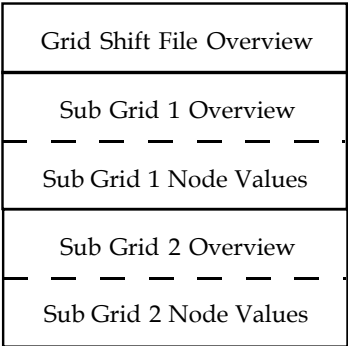 Grid Shift File Overview
Sub Grid 1 Overview
Sub Grid 1 Node Values
Sub Grid 2 Overview
Sub Grid 2 Node Values